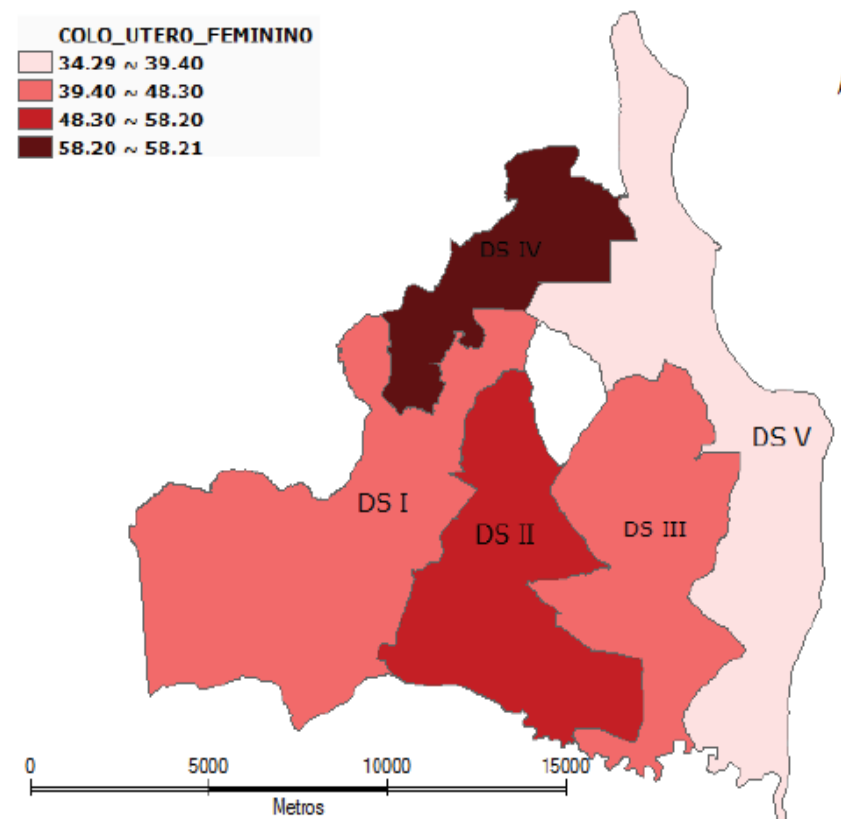 COLO_UTERO_FEMININO
34.29 ~ 39.40
39.40 ~ 48.30
48.30 ~ 58.20
58.20 ~ 58.21
DS IV
DS V
DS I
DS II
DS III
0 5000 10000 15000
Metros